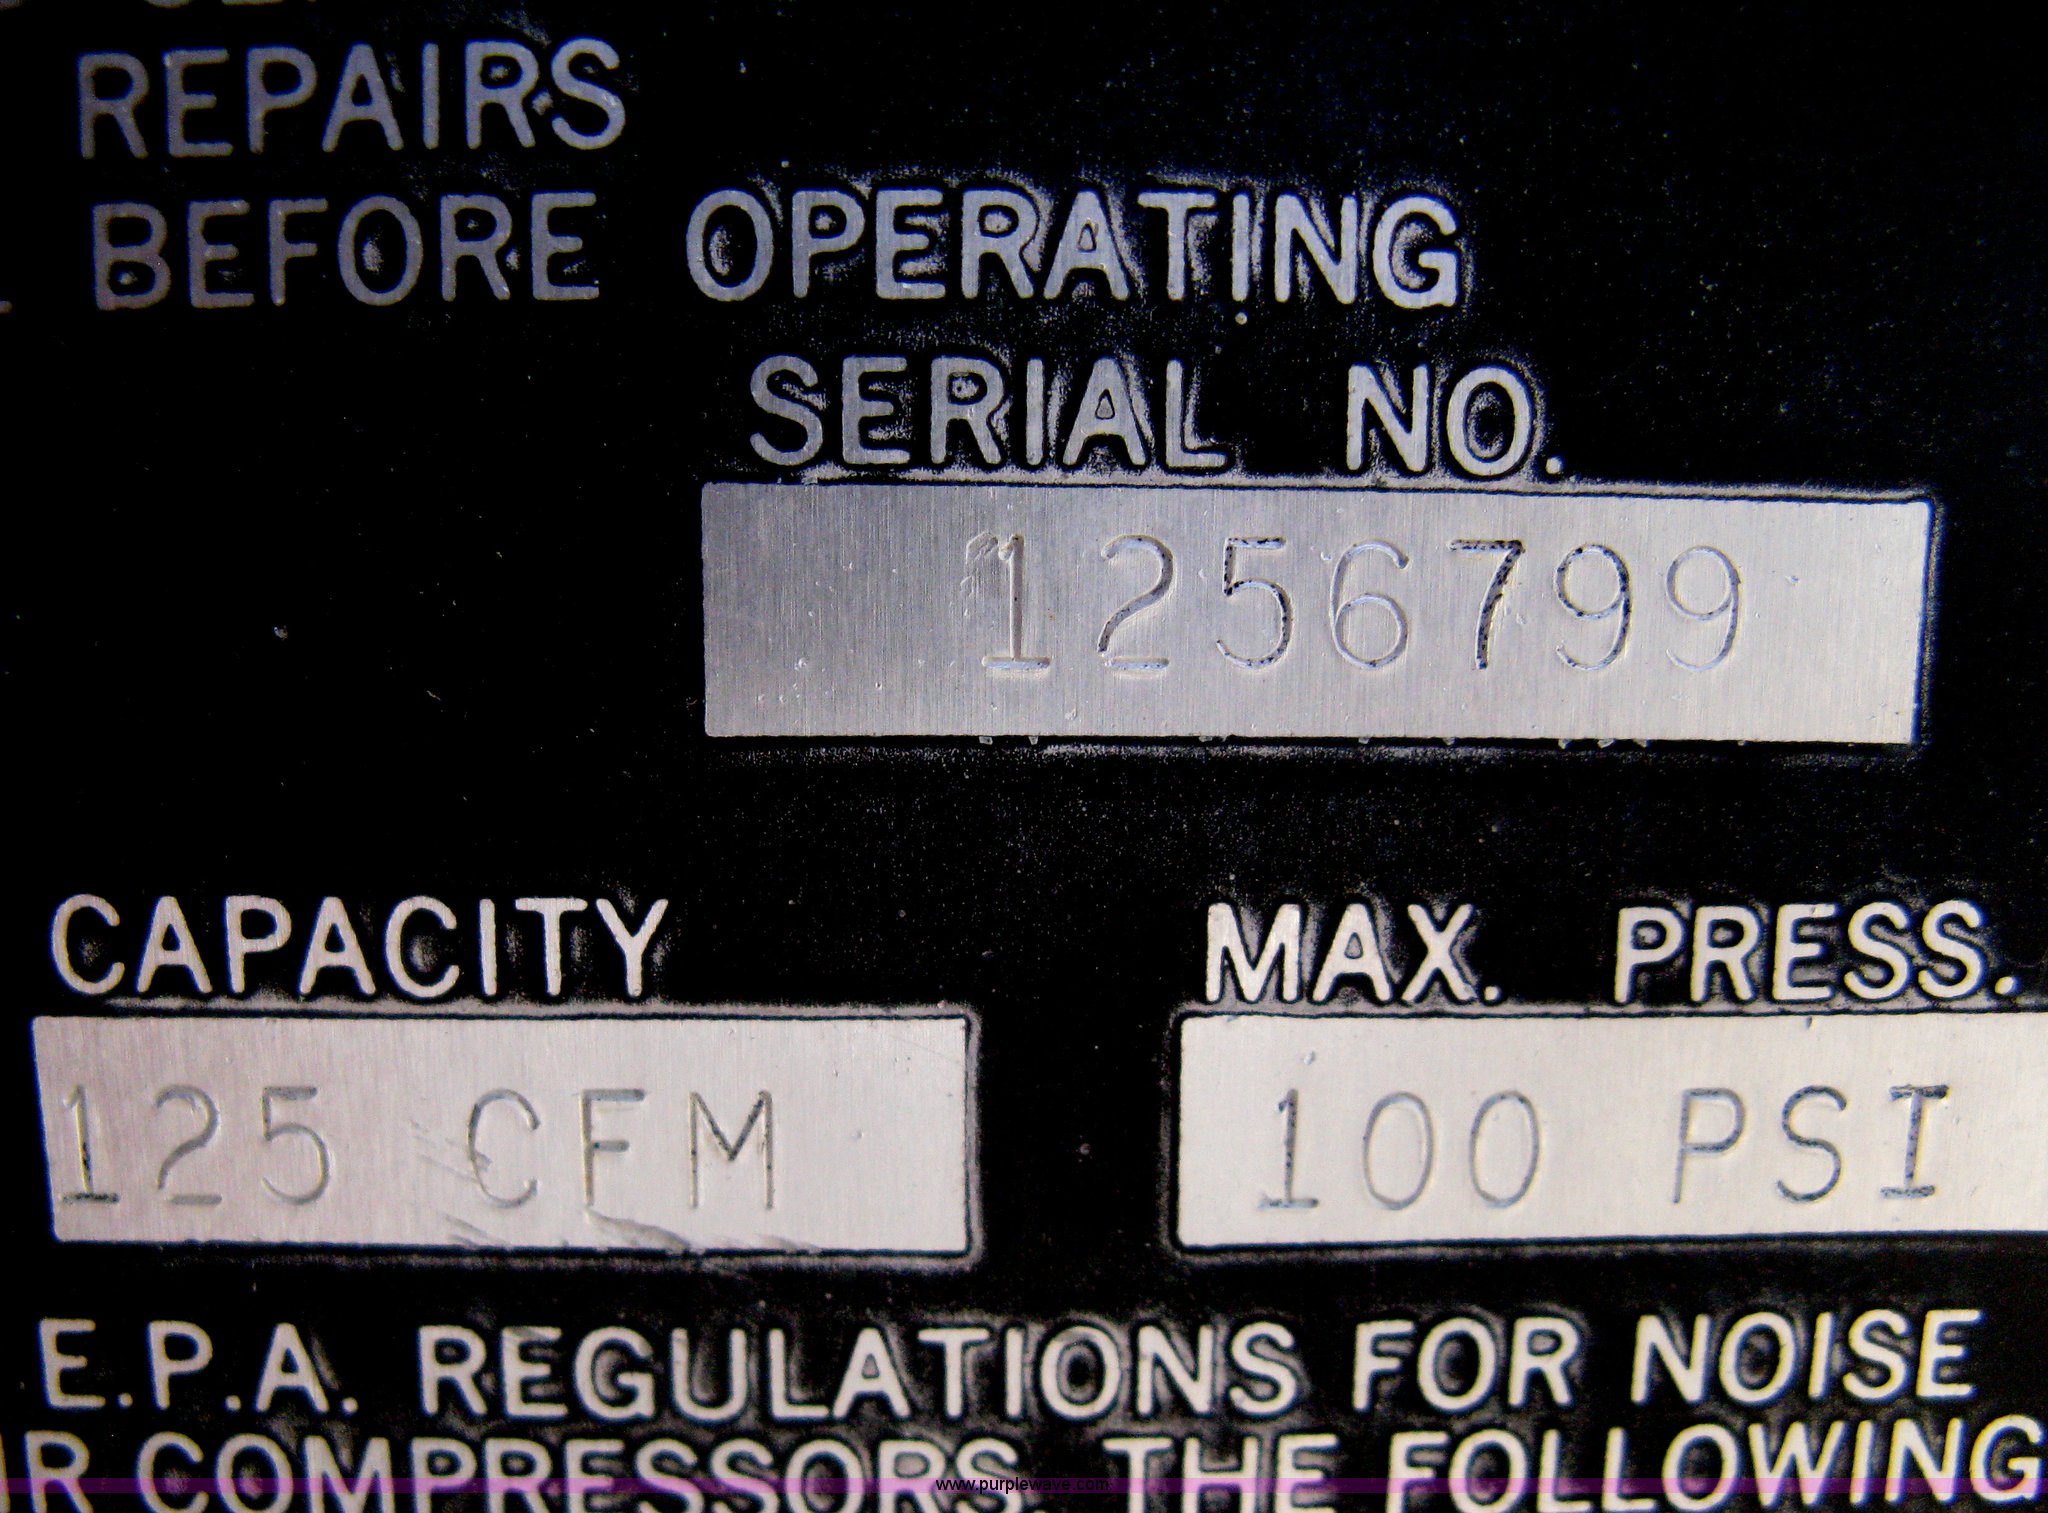 REPAIRS
BEFORE OPERATING
SERIAL NO.
1256799
CAPACITY
MAX. PRESS.
125 CFM
100 PSI
E.P.A. REGULATIONS FOR NOISE
R COMPRESSORS. THE FOLLOWING
www.purplewave.com